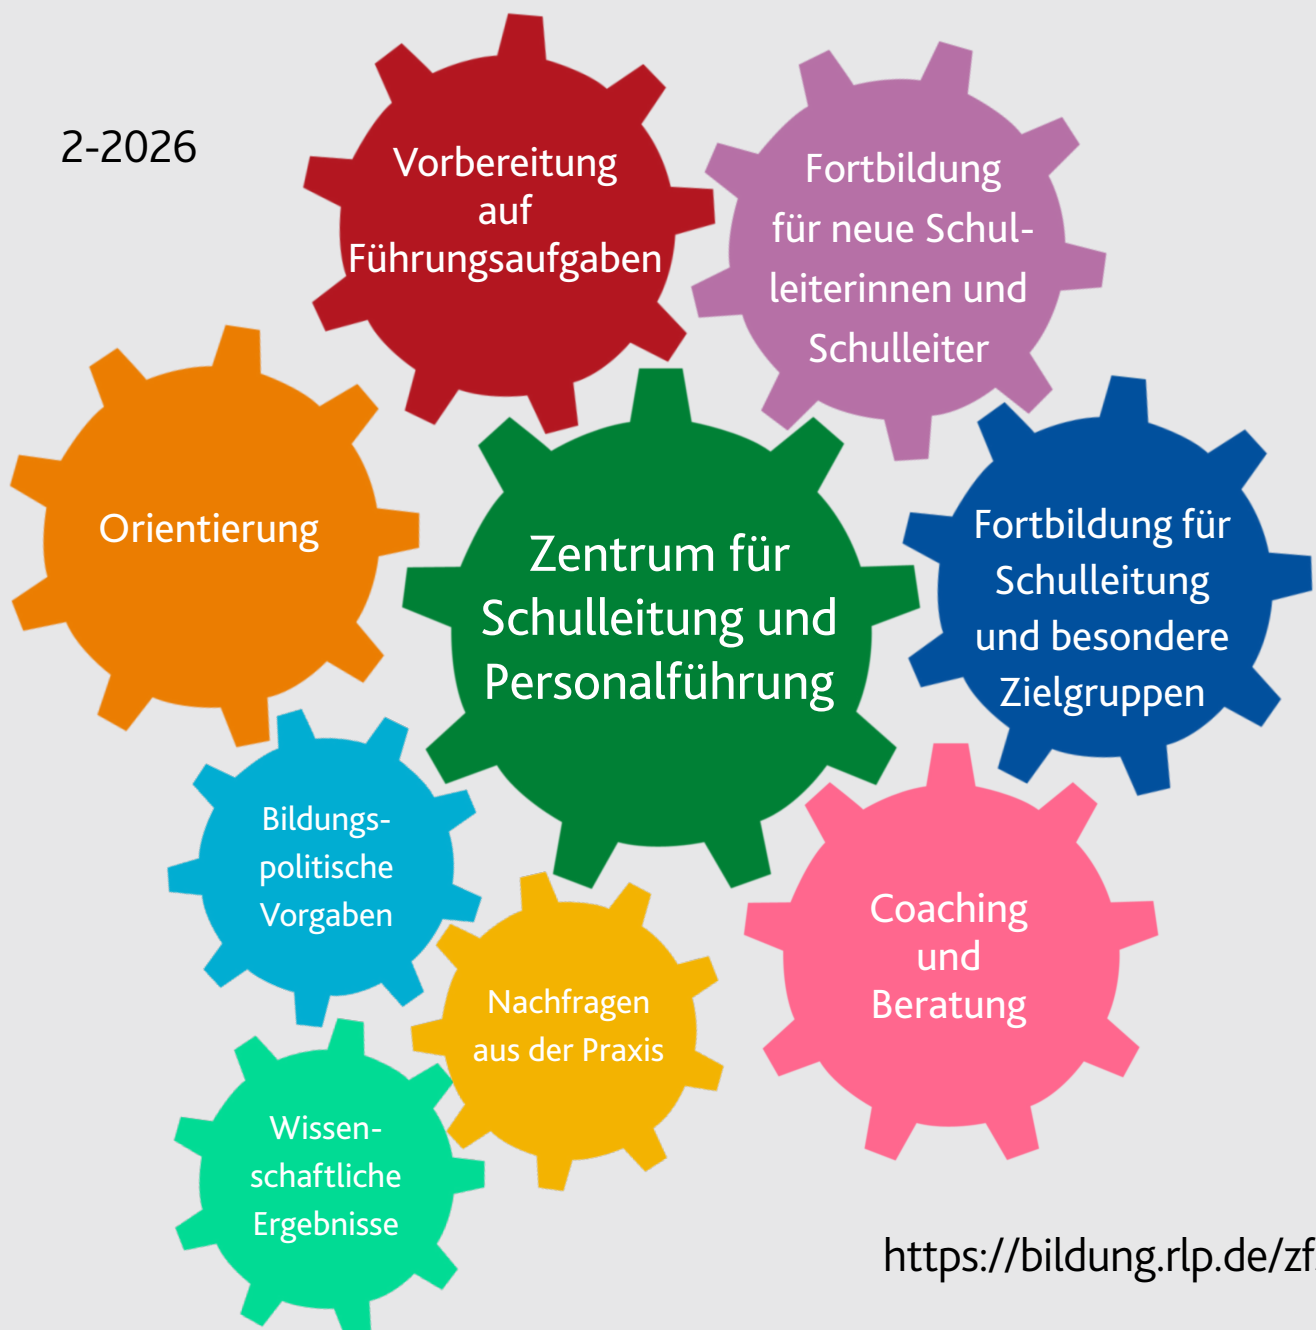 2-2026
Vorbereitung
auf
Führungsaufgaben
Fortbildung
für neue Schul-
leiterinnen und
Schulleiter
Orientierung
Zentrum für
Schulleitung und
Personalführung
Fortbildung für
Schulleitung
und besondere
Zielgruppen
Bildungs-
politische
Vorgaben
Nachfragen
aus der Praxis
Coaching
und
Beratung
Wissen-
schaftliche
Ergebnisse
https://bildung.rlp.de/zf